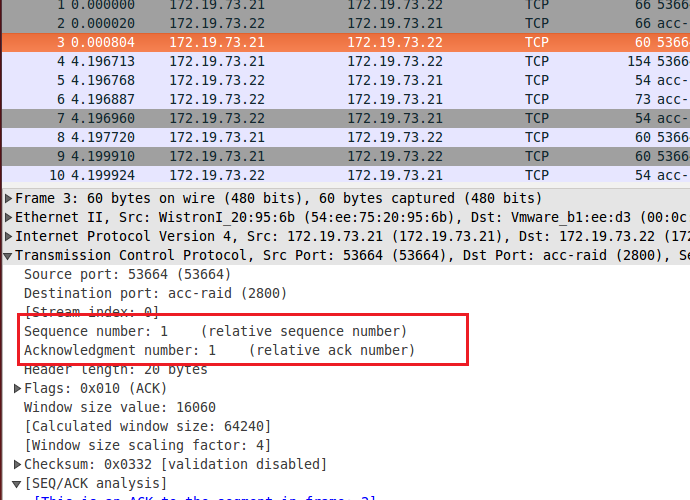 1 0.000000 172.19.73.21 172.19.73.22 TCP 66 5366
2 0.000020 172.19.73.22 172.19.73.21 TCP 66 acc-
3 0.000804 172.19.73.21 172.19.73.22 TCP 60 5366
4 4.196713 172.19.73.21 172.19.73.22 TCP 154 5366
5 4.196768 172.19.73.22 172.19.73.21 TCP 54 acc-
6 4.196887 172.19.73.22 172.19.73.21 TCP 73 acc-
7 4.196960 172.19.73.22 172.19.73.21 TCP 54 acc-
8 4.197720 172.19.73.21 172.19.73.22 TCP 60 5366
9 4.199910 172.19.73.21 172.19.73.22 TCP 60 5366
10 4.199924 172.19.73.22 172.19.73.21 TCP 54 acc-
Frame 3: 60 bytes on wire (480 bits), 60 bytes captured (480 bits)
Ethernet II, Src: WistronI_20:95:6b (54:ee:75:20:95:6b), Dst: Vmware_b1:ee:d3 (00:0c
Internet Protocol Version 4, Src: 172.19.73.21 (172.19.73.21), Dst: 172.19.73.22 (172
Transmission Control Protocol, Src Port: 53664 (53664), Dst Port: acc-raid (2800), Se
Source port: 53664 (53664)
Destination port: acc-raid (2800)
[Stream index: 0]
Sequence number: 1 (relative sequence number)
Acknowledgment number: 1 (relative ack number)
Header length: 20 bytes
Flags: 0x010 (ACK)
Window size value: 16060
[Calculated window size: 64240]
[Window size scaling factor: 4]
Checksum: 0x0332 [validation disabled]
[SEQ/ACK analysis]
[This is an ACK to the segment in frame: 2]